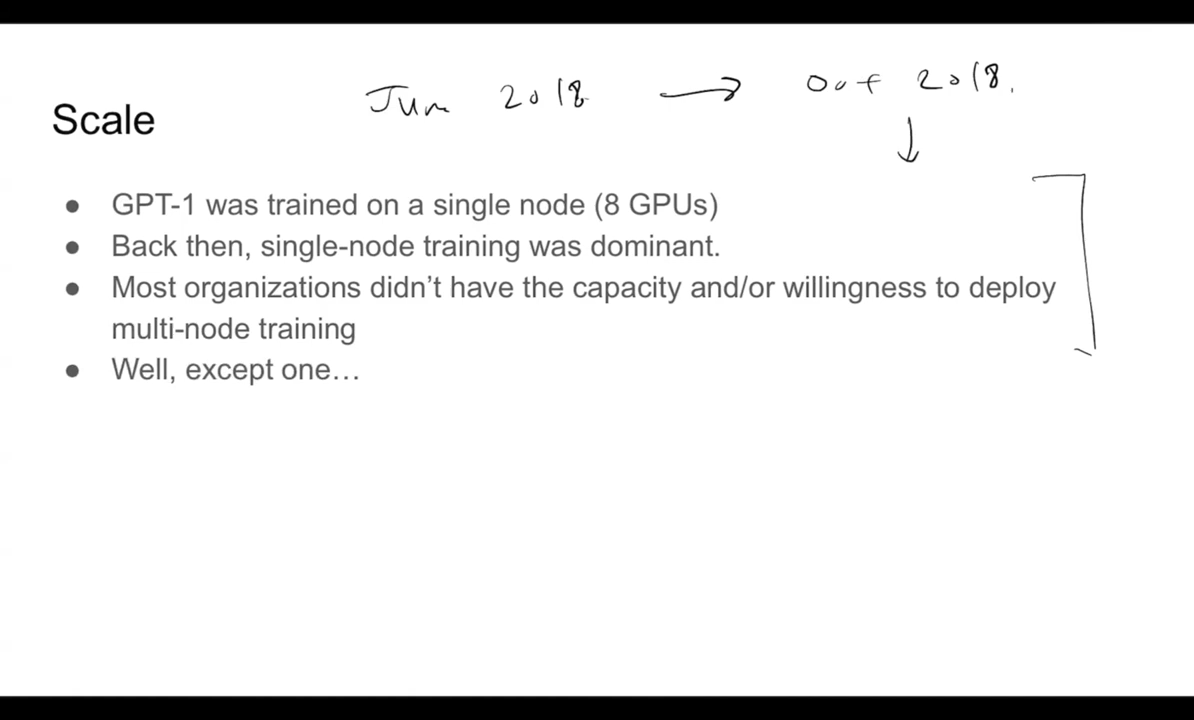 Jun 2018 → Oct 2018.
↓
Scale
● GPT-1 was trained on a single node (8 GPUs)
● Back then, single-node training was dominant.
● Most organizations didn’t have the capacity and/or willingness to deploy
multi-node training
● Well, except one…